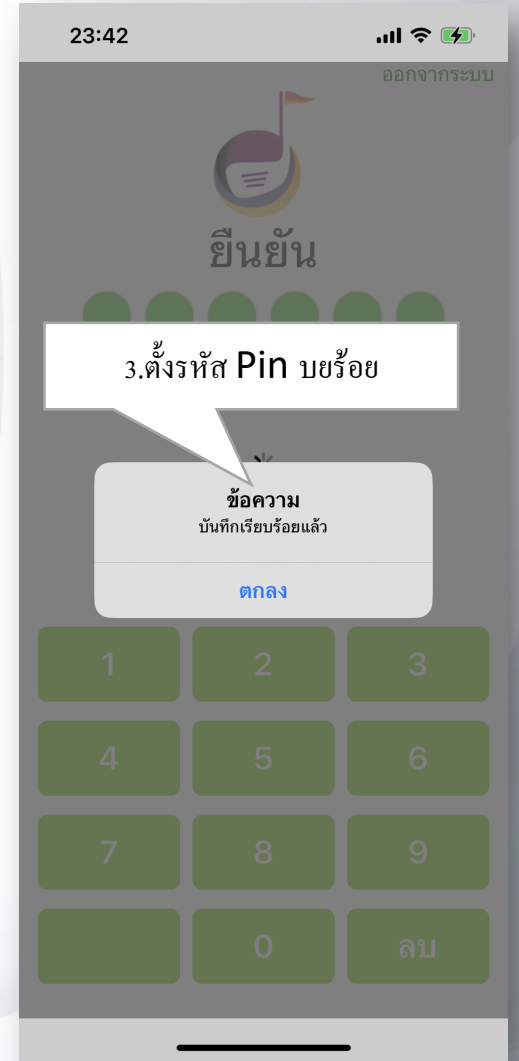 23:42
ออกจากระบบ
ยืนยัน
3.ตั้งรหัส Pin บยร้อย
ข้อความ
บันทึกเรียบร้อยแล้ว
ตกลง
1 2 3
4 5 6
7 8 9
0 ลบ